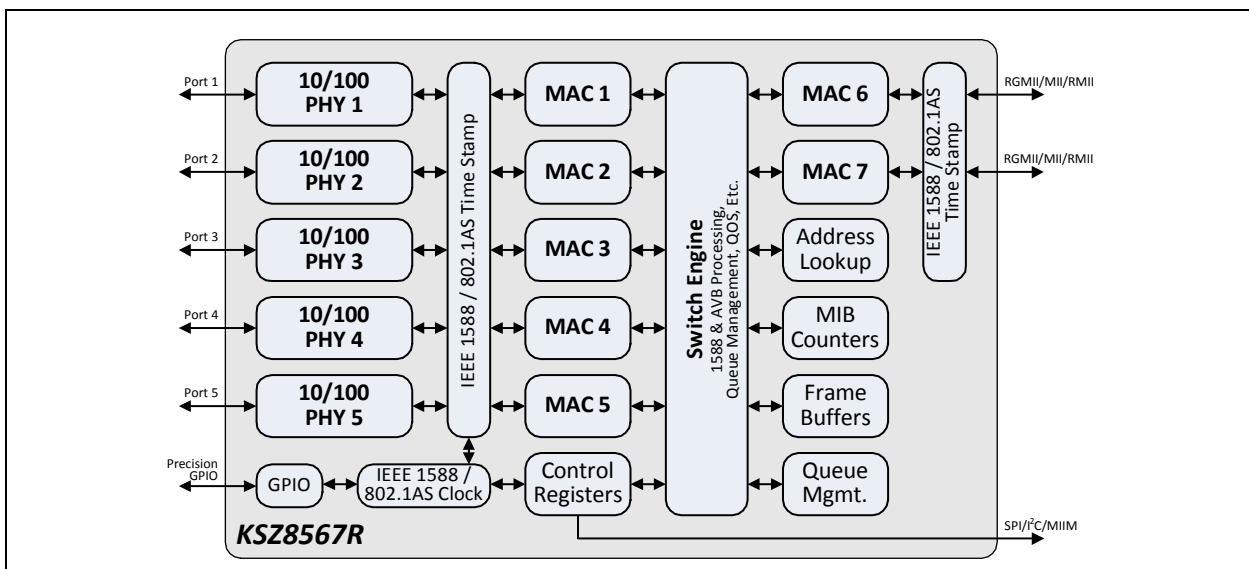 Port 1
10/100
PHY 1
MAC 1
MAC 6
RGMII/MII/RMII
Port 2
10/100
PHY 2
MAC 2
MAC 7
RGMII/MII/RMII
Port 3
10/100
PHY 3
MAC 3
Address
Lookup
Port 4
10/100
PHY 4
MAC 4
MIB
Counters
Port 5
10/100
PHY 5
MAC 5
Frame
Buffers
IEEE 1588 / 802.1AS Time Stamp
Switch Engine
1588 & AVB Processing,
Queue Management, QOS, Etc.
IEEE 1588 / 802.1AS
Time Stamp
Precision
GPIO
GPIO
IEEE 1588 /
802.1AS Clock
Control
Registers
Queue
Mgmt.
SPI/I²C/MIIM
KSZ8567R